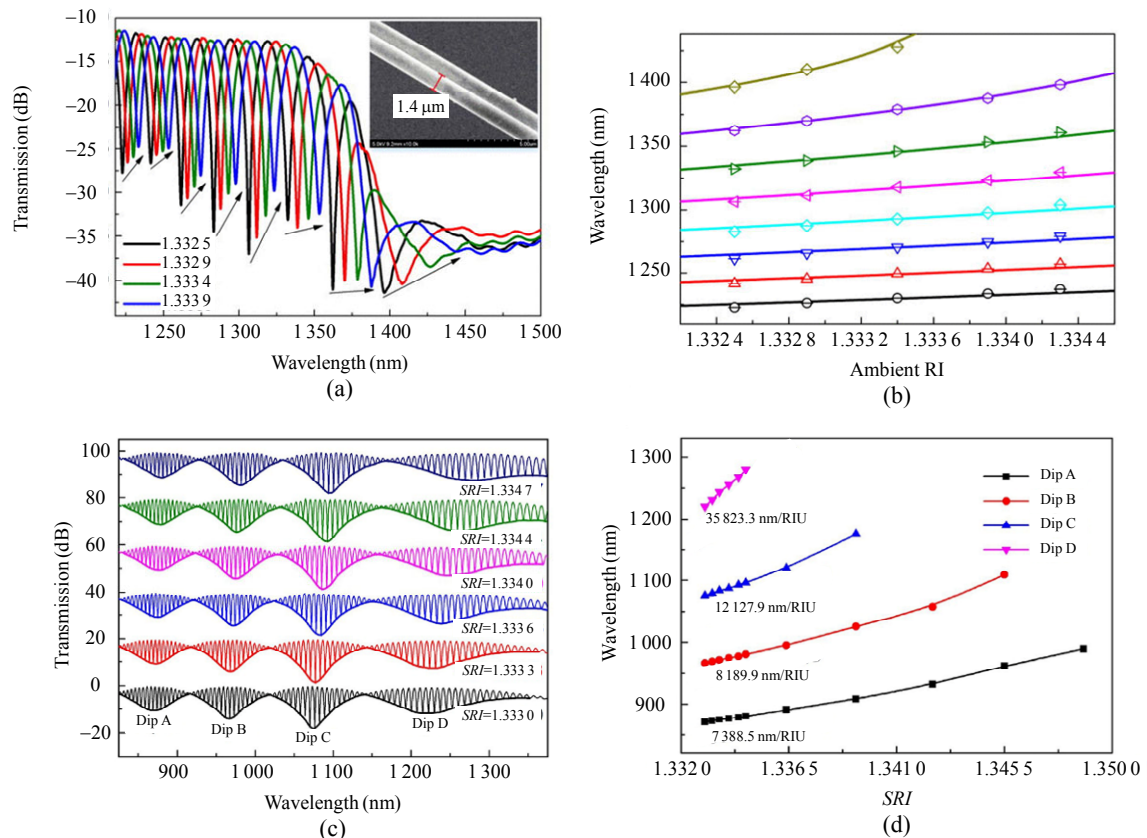 −10
−15
−20
−25
−30
−35
−40
Transmission (dB)
1.4 μm
5.00μm
1.332 5
1.332 9
1.333 4
1.333 9
1 250 1 300 1 350 1 400 1 450 1 500
Wavelength (nm)
(a)
1 400
1 350
1 300
1 250
Wavelength (nm)
1.332 4 1.332 8 1.333 2 1.333 6 1.334 0 1.334 4
Ambient RI
(b)
100
80
60
40
20
0
−20
Transmission (dB)
SRI=1.334 7
SRI=1.334 4
SRI=1.334 0
SRI=1.333 6
SRI=1.333 3
SRI=1.333 0
Dip A Dip B Dip C Dip D
900 1 000 1 100 1 200 1 300
Wavelength (nm)
(c)
1 300
1 200
1 100
1 000
900
800
Wavelength (nm)
Dip A
Dip B
Dip C
Dip D
35 823.3 nm/RIU
12 127.9 nm/RIU
8 189.9 nm/RIU
7 388.5 nm/RIU
1.332 0 1.336 5 1.341 0 1.345 5 1.350 0
SRI
(d)